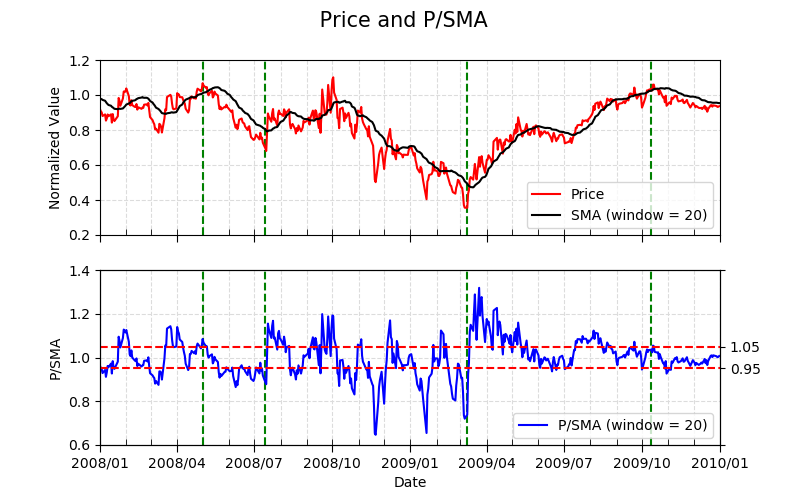 Price and P/SMA
1.2
1.0
0.8
0.6
0.4
0.2
Normalized Value
Price
SMA (window = 20)
1.4
1.2
1.0
0.8
0.6
P/SMA
1.05
0.95
P/SMA (window = 20)
2008/01 2008/04 2008/07 2008/10 2009/01 2009/04 2009/07 2009/10 2010/01
Date